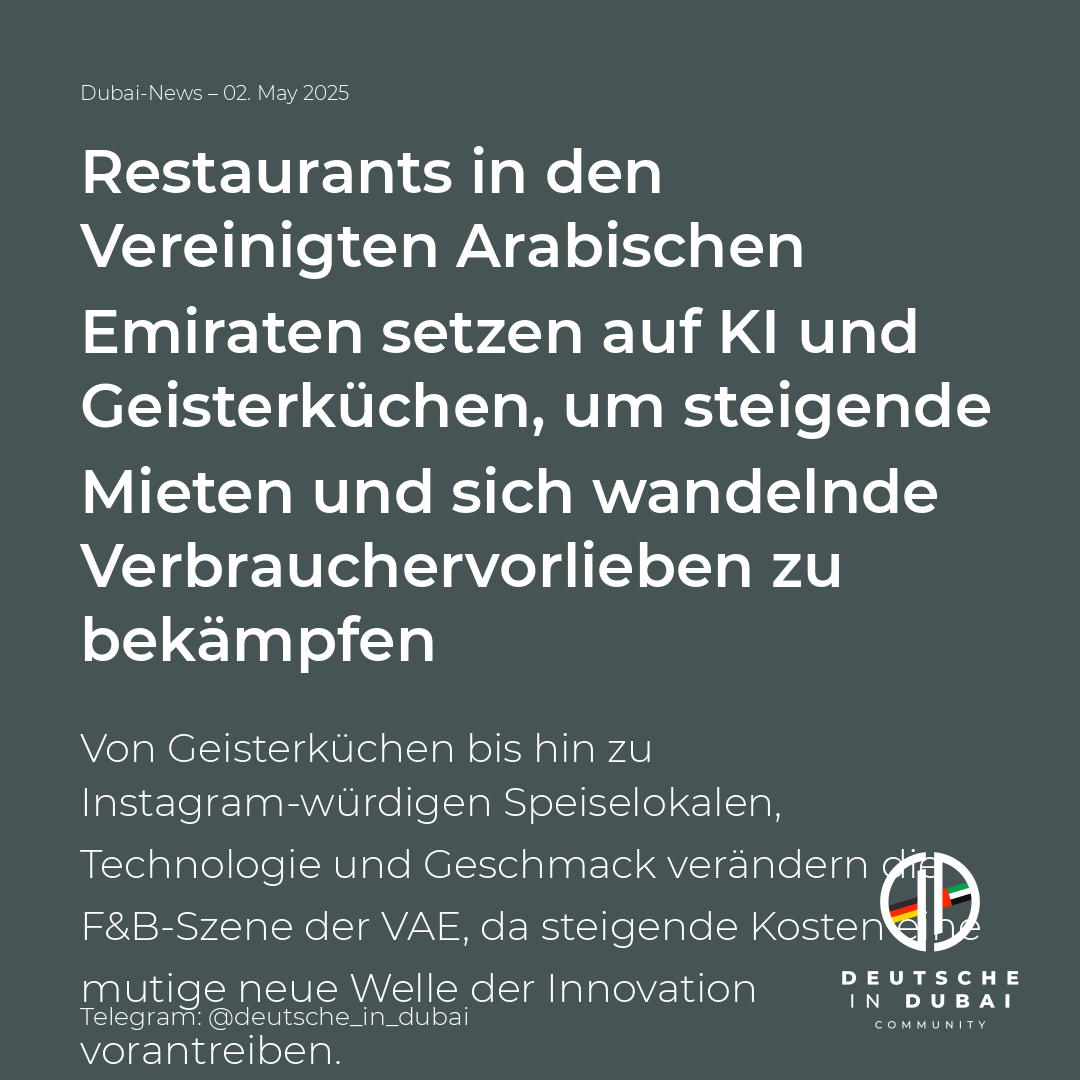 Dubai-News – 02. May 2025
Restaurants in den
Vereinigten Arabischen
Emiraten setzen auf KI und
Geisterküchen, um steigende
Mieten und sich wandelnde
Verbrauchervorlieben zu
bekämpfen
Von Geisterküchen bis hin zu
Instagram-würdigen Speiselokalen,
Technologie und Geschmack verändern die
F&B-Szene der VAE, da steigende Kosten eine
mutige neue Welle der Innovation
Telegram: @deutsche_in_dubai
vorantreiben.
DEUTSCHE
IN DUBAI
COMMUNITY